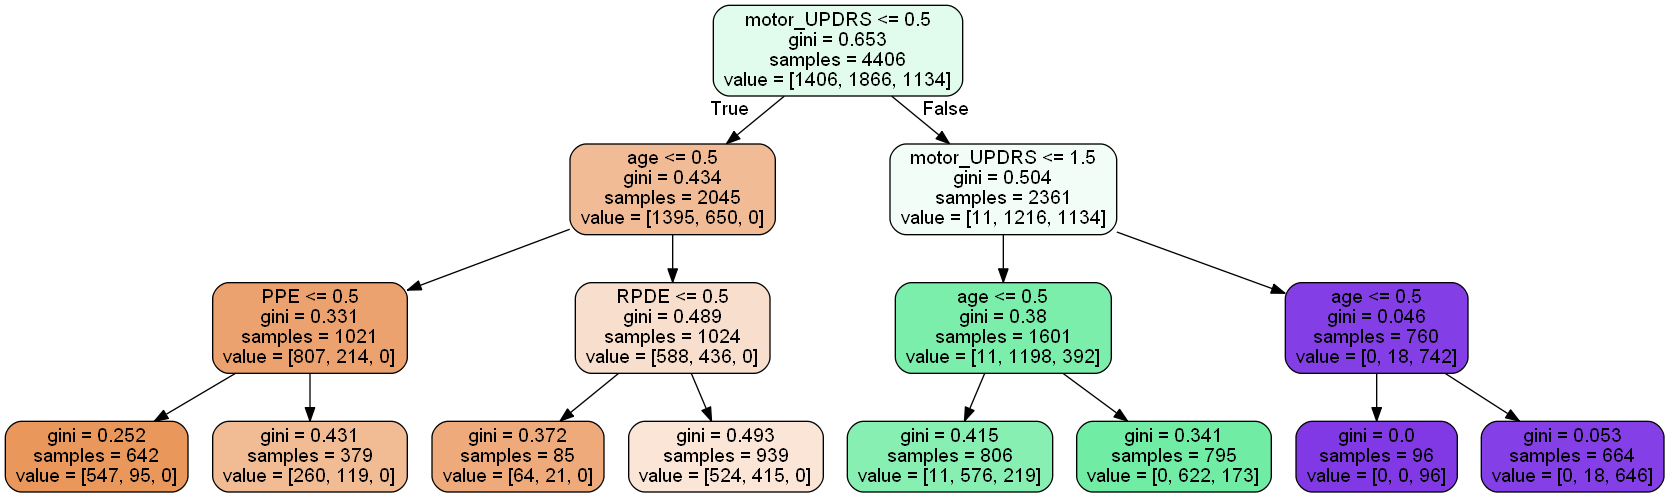 motor_UPDRS <= 0.5
gini = 0.653
samples = 4406
value = [1406, 1866, 1134]
True
False
age <= 0.5
gini = 0.434
samples = 2045
value = [1395, 650, 0]
motor_UPDRS <= 1.5
gini = 0.504
samples = 2361
value = [11, 1216, 1134]
PPE <= 0.5
gini = 0.331
samples = 1021
value = [807, 214, 0]
RPDE <= 0.5
gini = 0.489
samples = 1024
value = [588, 436, 0]
age <= 0.5
gini = 0.38
samples = 1601
value = [11, 1198, 392]
age <= 0.5
gini = 0.046
samples = 760
value = [0, 18, 742]
gini = 0.252
samples = 642
value = [547, 95, 0]
gini = 0.431
samples = 379
value = [260, 119, 0]
gini = 0.372
samples = 85
value = [64, 21, 0]
gini = 0.493
samples = 939
value = [524, 415, 0]
gini = 0.415
samples = 806
value = [11, 576, 219]
gini = 0.341
samples = 795
value = [0, 622, 173]
gini = 0.0
samples = 96
value = [0, 0, 96]
gini = 0.053
samples = 664
value = [0, 18, 646]